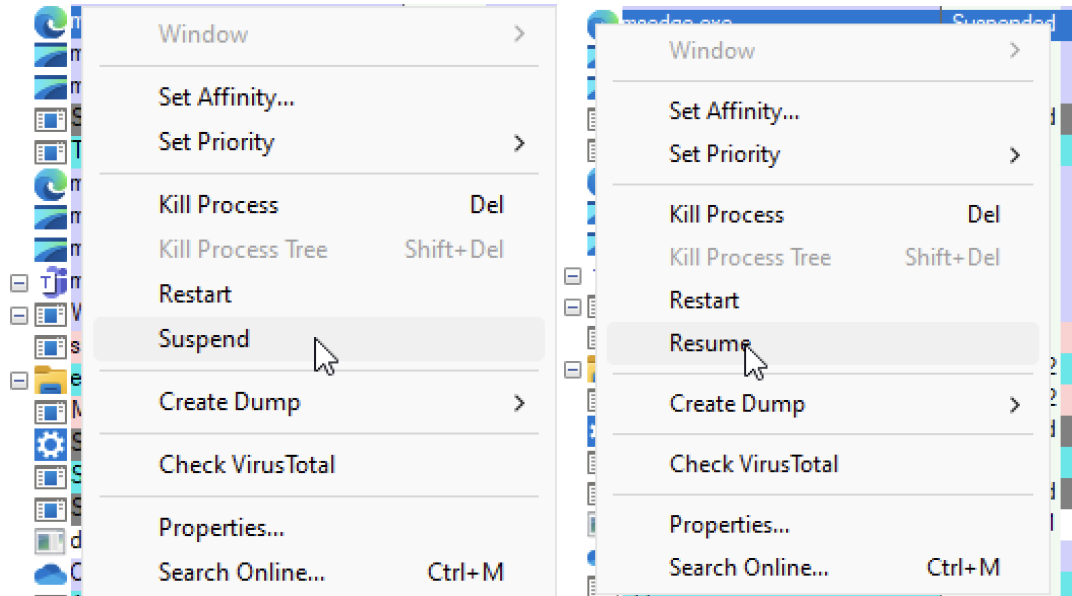 Window
Set Affinity...
Set Priority
Kill Process Del
Kill Process Tree Shift+Del
Restart
Suspend
Create Dump
Check VirusTotal
Properties...
Search Online... Ctrl+M
msedge.exe Suspended
Window
Set Affinity...
Set Priority
Kill Process Del
Kill Process Tree Shift+Del
Restart
Resume
Create Dump
Check VirusTotal
Properties...
Search Online... Ctrl+M